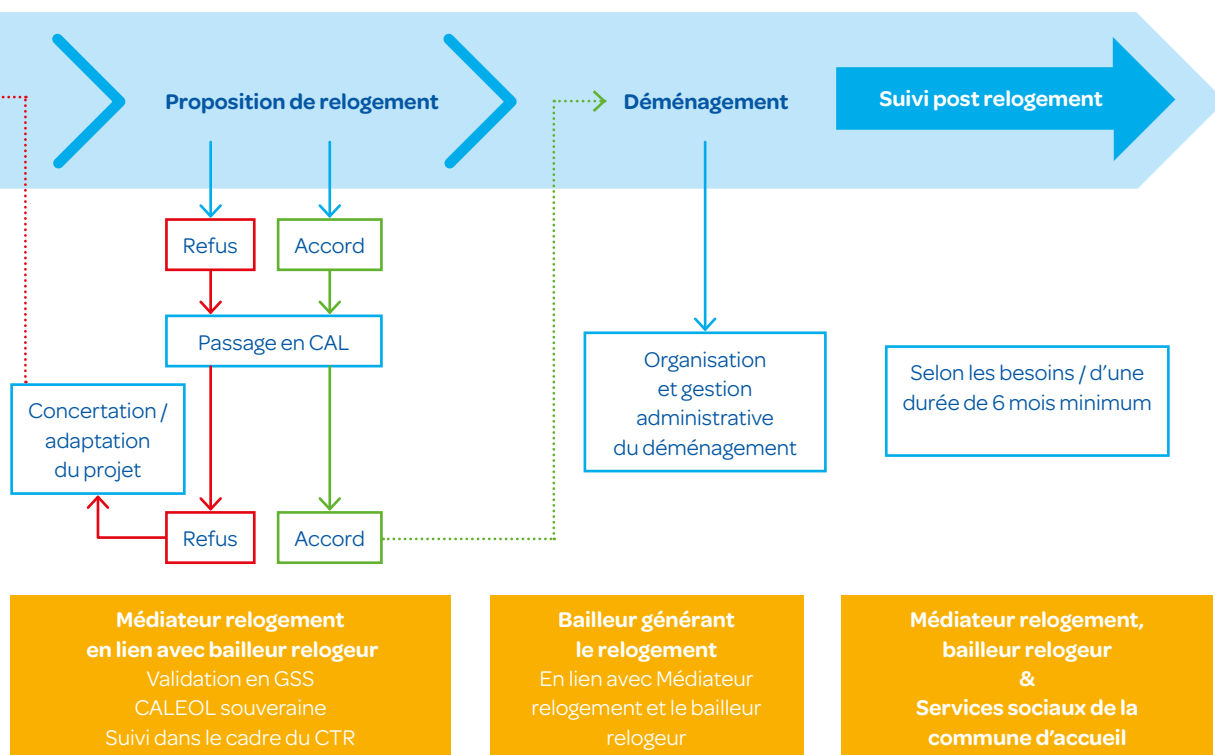 Proposition de relogement
Déménagement
Suivi post relogement
Refus
Accord
Passage en CAL
Concertation /
adaptation
du projet
Refus
Accord
Organisation
et gestion
administrative
du déménagement
Selon les besoins / d'une
durée de 6 mois minimum
Médiateur relogement
en lien avec bailleur relogeur
Validation en GSS
CALEOL souveraine
Suivi dans le cadre du CTR
Bailleur générant
le relogement
En lien avec Médiateur
relogement et le bailleur
relogeur
Médiateur relogement,
bailleur relogeur
&
Services sociaux de la
commune d'accueil